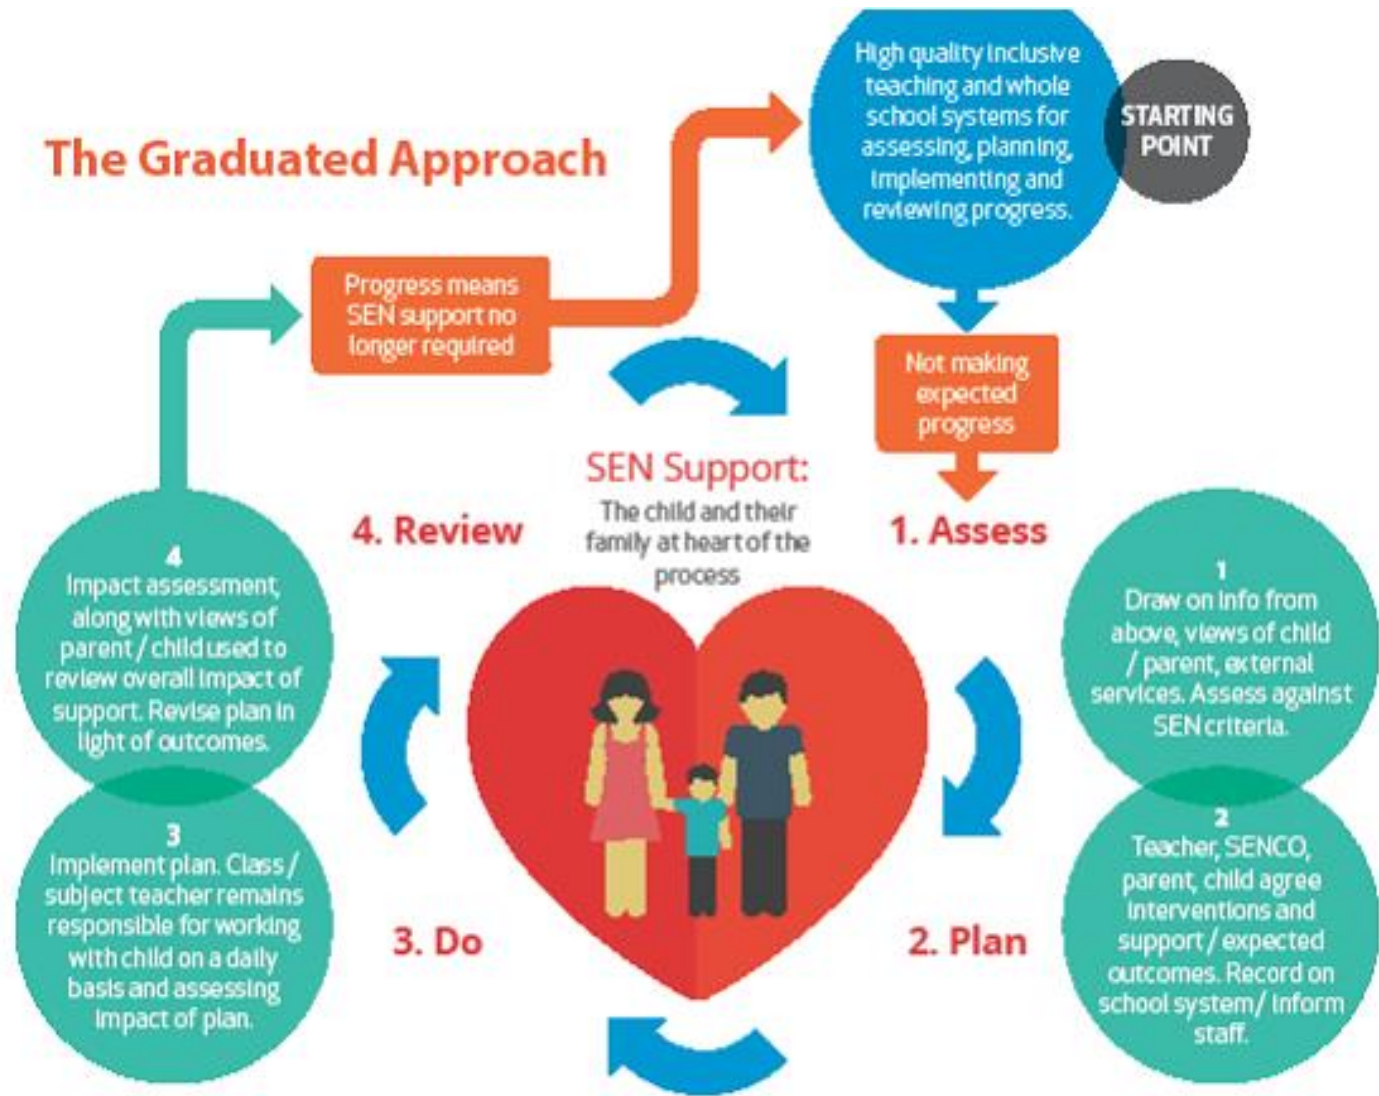 The Graduated Approach
High quality inclusive
teaching and whole
school systems for
assessing, planning,
implementing and
reviewing progress.
STARTING
POINT
Progress means
SEN support no
longer required
Not making
expected
progress
SEN Support:
The child and their
family at heart of the
process
4. Review
1. Assess
4
Impact assessment,
along with views of
parent / child used to
review overall impact of
support. Revise plan in
light of outcomes.
1
Draw on info from
above, views of child
/ parent, external
services. Assess against
SEN criteria.
3
Implement plan. Class /
subject teacher remains
responsible for working
with child on a daily
basis and assessing
impact of plan.
3. Do
2. Plan
2
Teacher, SENCO,
parent, child agree
interventions and
support / expected
outcomes. Record on
school system / inform
staff.